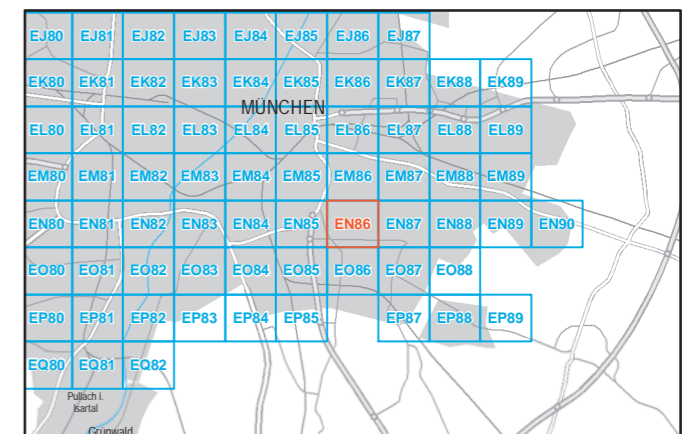 EJ80 EJ81 EJ82 EJ83 EJ84 EJ85 EJ86 EJ87
EK80 EK81 EK82 EK83 EK84 EK85 EK86 EK87 EK88 EK89
MÜNCHEN
EL80 EL81 EL82 EL83 EL84 EL85 EL86 EL87 EL88 EL89
EM80 EM81 EM82 EM83 EM84 EM85 EM86 EM87 EM88 EM89
EN80 EN81 EN82 EN83 EN84 EN85 EN86 EN87 EN88 EN89 EN90
EO80 EO81 EO82 EO83 EO84 EO85 EO86 EO87 EO88
EP80 EP81 EP82 EP83 EP84 EP85 EP87 EP88 EP89
EQ80 EQ81 EQ82
Pullach i.
Isartal
Grünwald